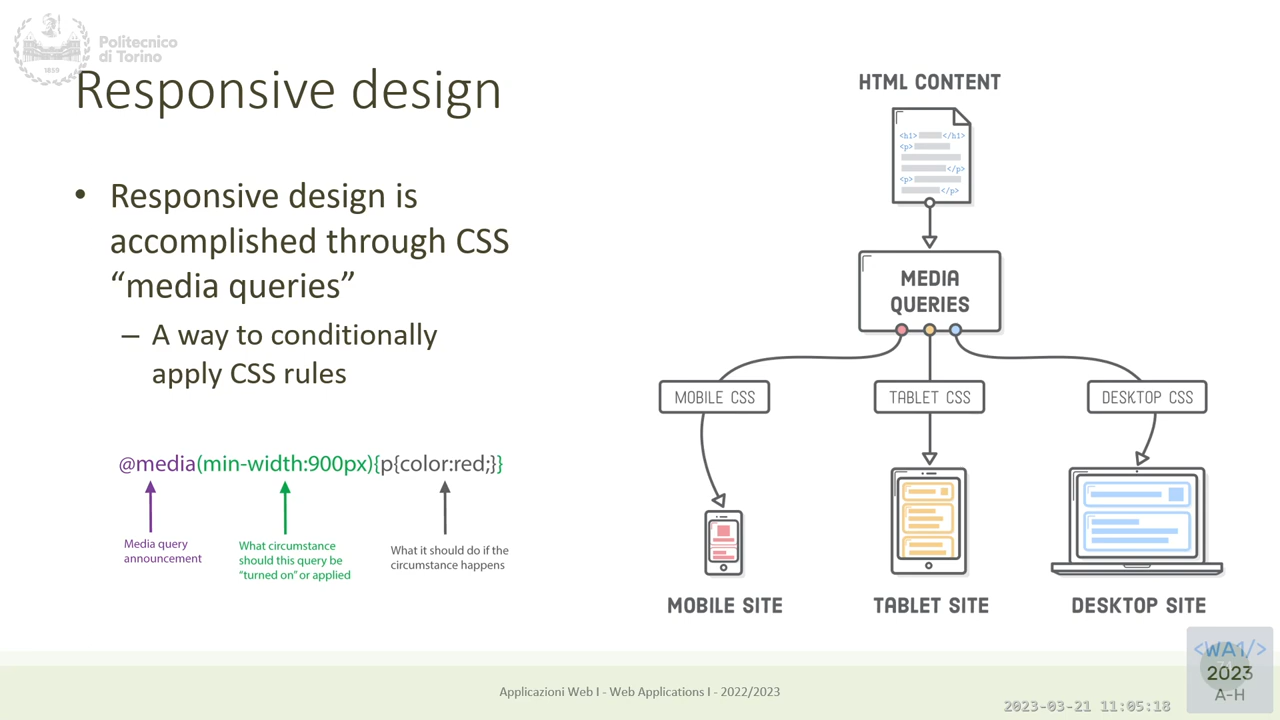 Politecnico
di Torino
1859
Responsive design
• Responsive design is
accomplished through CSS
“media queries”
– A way to conditionally
apply CSS rules
@media(min-width:900px){p{color:red;}}
Media query
announcement
What circumstance
should this query be
“turned on” or applied
What it should do if the
circumstance happens
HTML CONTENT
<h1> </h1>
<p>
</p>
<p>
</p>
MEDIA
QUERIES
MOBILE CSS
TABLET CSS
DESKTOP CSS
MOBILE SITE
TABLET SITE
DESKTOP SITE
Applicazioni Web I - Web Applications I - 2022/2023
2023-03-21 11:05:18
<WA1/>
2023
A-H